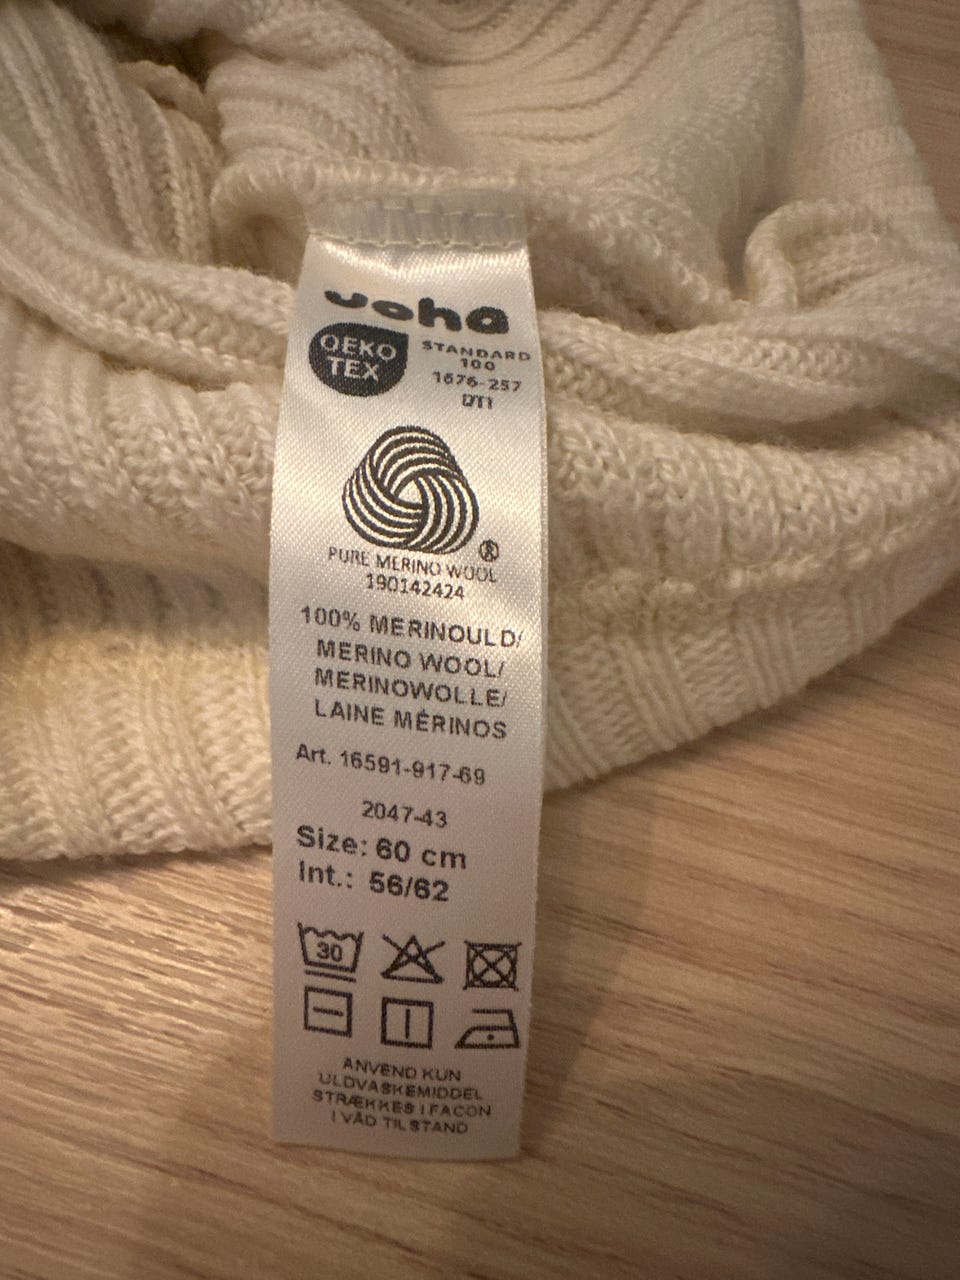 Joha
OEKO
TEX
STANDARD
100
1676-257
DTI
®
PURE MERINO WOOL
190142424
100% MERINOULD/
MERINO WOOL/
MERINOWOLLE/
LAINE MÉRINOS
Art. 16591-917-69
2047-43
Size: 60 cm
Int.: 56/62
30
ANVEND KUN
ULDVASKEMIDDEL
STRÆKKES I FACON
I VÅD TILSTAND